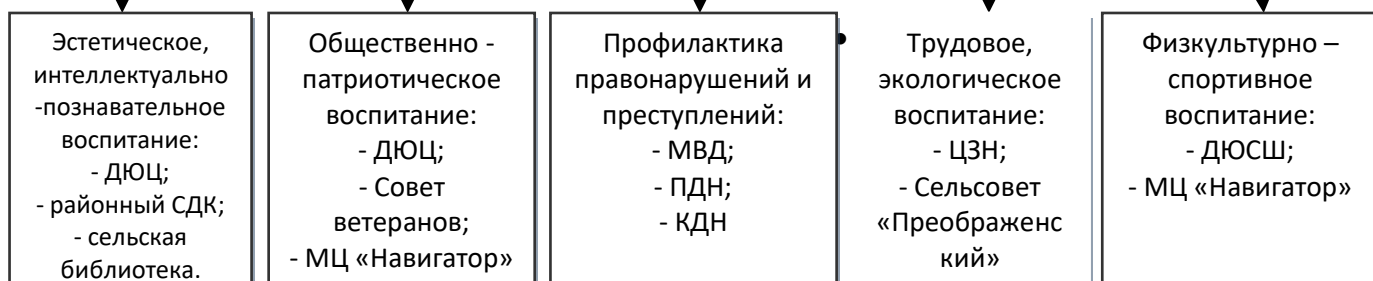 Эстетическое,
интеллектуально
-познавательное
воспитание:
- ДЮЦ;
- районный СДК;
- сельская
библиотека.
Общественно -
патриотическое
воспитание:
- ДЮЦ;
- Совет
ветеранов;
- МЦ «Навигатор»
Профилактика
правонарушений и
преступлений:
- МВД;
- ПДН;
- КДН
Трудовое,
экологическое
воспитание:
- ЦЗН;
- Сельсовет
«Преображенс
кий»
Физкультурно –
спортивное
воспитание:
- ДЮСШ;
- МЦ «Навигатор»